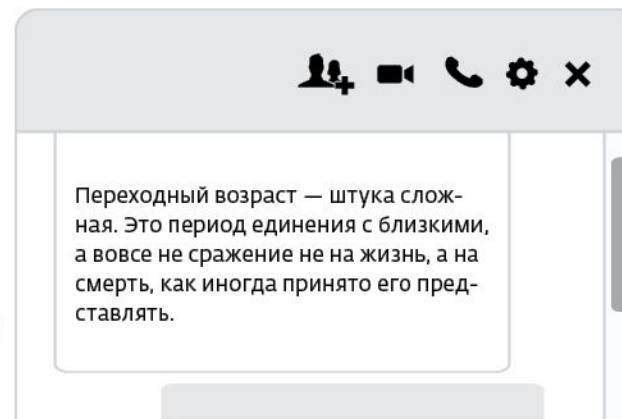 Переходный возраст — штука слож-
ная. Это период единения с близкими,
а вовсе не сражение не на жизнь, а на
смерть, как иногда принято его пред-
ставлять.